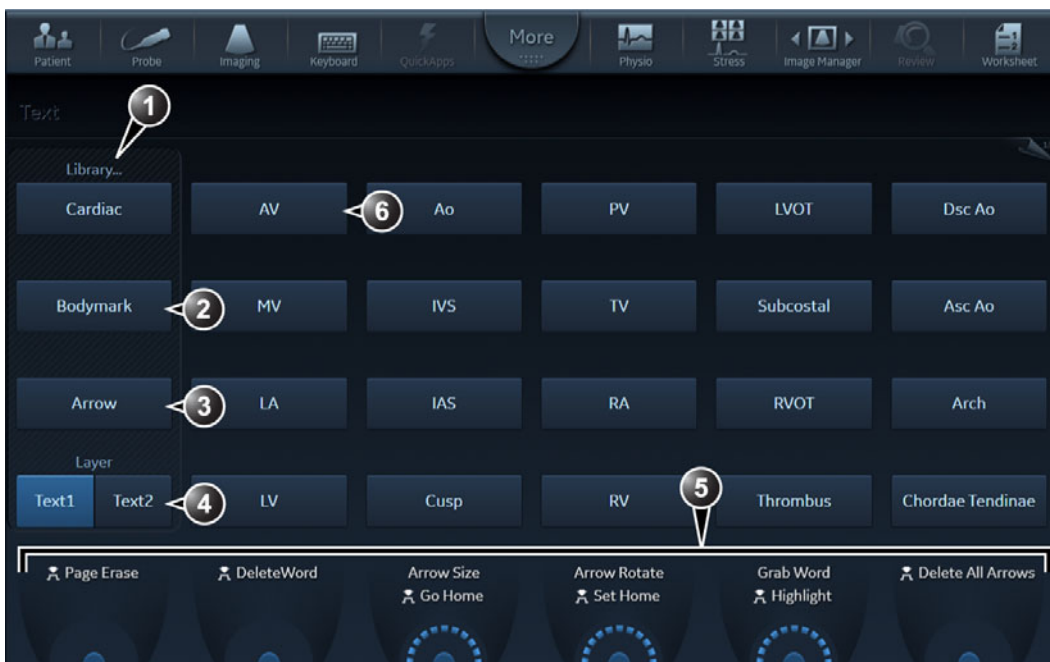 Patient Probe Imaging Keyboard QuickApps More Physio Stress Image Manager Review Worksheet
1 2
Text
1
Library...
Cardiac AV 6 Ao PV LVOT Dsc Ao
Bodymark 2 MV IVS TV Subcostal Asc Ao
Arrow 3 LA IAS RA RVOT Arch
Layer
Text1 Text2 4 LV Cusp RV 5 Thrombus Chordae Tendinae
Page Erase DeleteWord Arrow Size Arrow Rotate Grab Word Delete All Arrows
Go Home Set Home Highlight